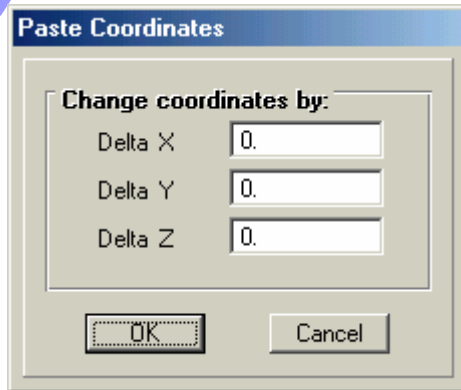 Paste Coordinates
Change coordinates by:
Delta X 0.
Delta Y 0.
Delta Z 0.
OK Cancel